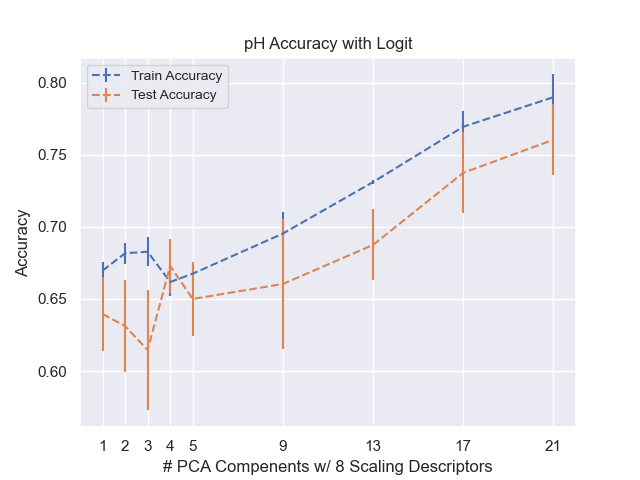 pH Accuracy with Logit
Train Accuracy
Test Accuracy
0.80
0.75
0.70
0.65
0.60
Accuracy
1 2 3 4 5 9 13 17 21
# PCA Compenents w/ 8 Scaling Descriptors